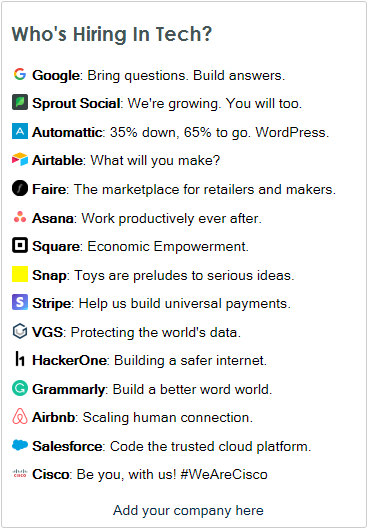 Who's Hiring In Tech?
Google: Bring questions. Build answers.
Sprout Social: We're growing. You will too.
Automattic: 35% down, 65% to go. WordPress.
Airtable: What will you make?
Faire: The marketplace for retailers and makers.
Asana: Work productively ever after.
Square: Economic Empowerment.
Snap: Toys are preludes to serious ideas.
Stripe: Help us build universal payments.
VGS: Protecting the world's data.
HackerOne: Building a safer internet.
Grammarly: Build a better word world.
Airbnb: Scaling human connection.
Salesforce: Code the trusted cloud platform.
Cisco: Be you, with us! #WeAreCisco
Add your company here